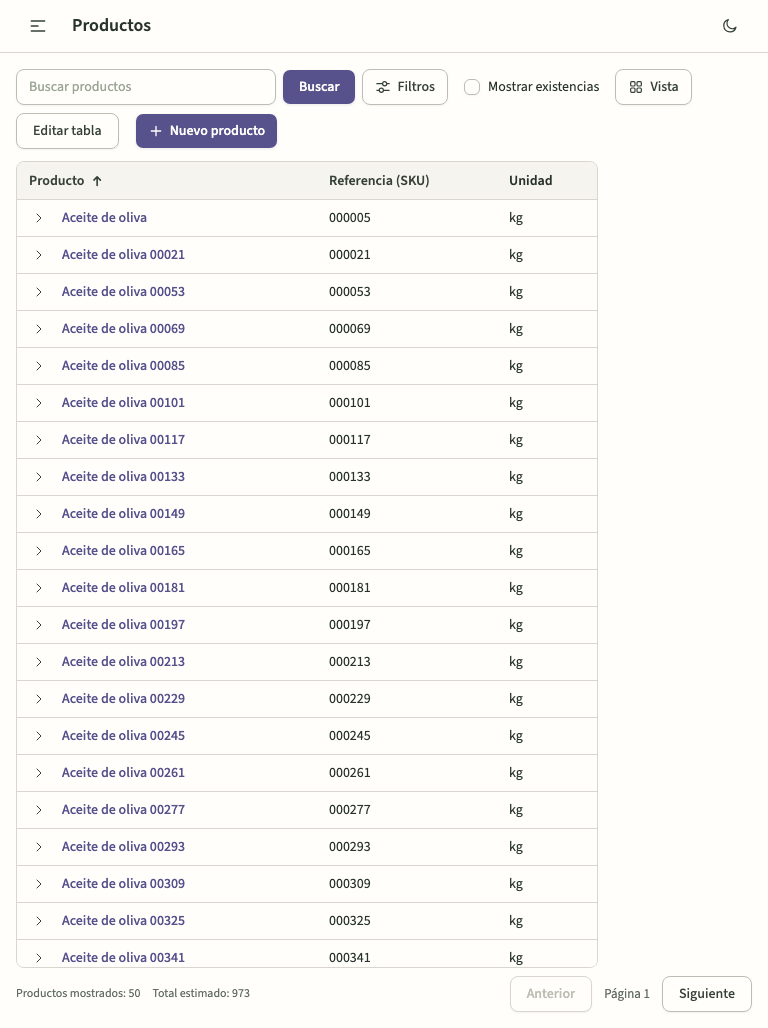 Productos
Buscar productos Buscar Filtros Mostrar existencias Vista
Editar tabla Nuevo producto
Producto Referencia (SKU) Unidad
Aceite de oliva 000005 kg
Aceite de oliva 00021 000021 kg
Aceite de oliva 00053 000053 kg
Aceite de oliva 00069 000069 kg
Aceite de oliva 00085 000085 kg
Aceite de oliva 00101 000101 kg
Aceite de oliva 00117 000117 kg
Aceite de oliva 00133 000133 kg
Aceite de oliva 00149 000149 kg
Aceite de oliva 00165 000165 kg
Aceite de oliva 00181 000181 kg
Aceite de oliva 00197 000197 kg
Aceite de oliva 00213 000213 kg
Aceite de oliva 00229 000229 kg
Aceite de oliva 00245 000245 kg
Aceite de oliva 00261 000261 kg
Aceite de oliva 00277 000277 kg
Aceite de oliva 00293 000293 kg
Aceite de oliva 00309 000309 kg
Aceite de oliva 00325 000325 kg
Aceite de oliva 00341 000341 kg
Productos mostrados: 50 Total estimado: 973 Anterior Página 1 Siguiente